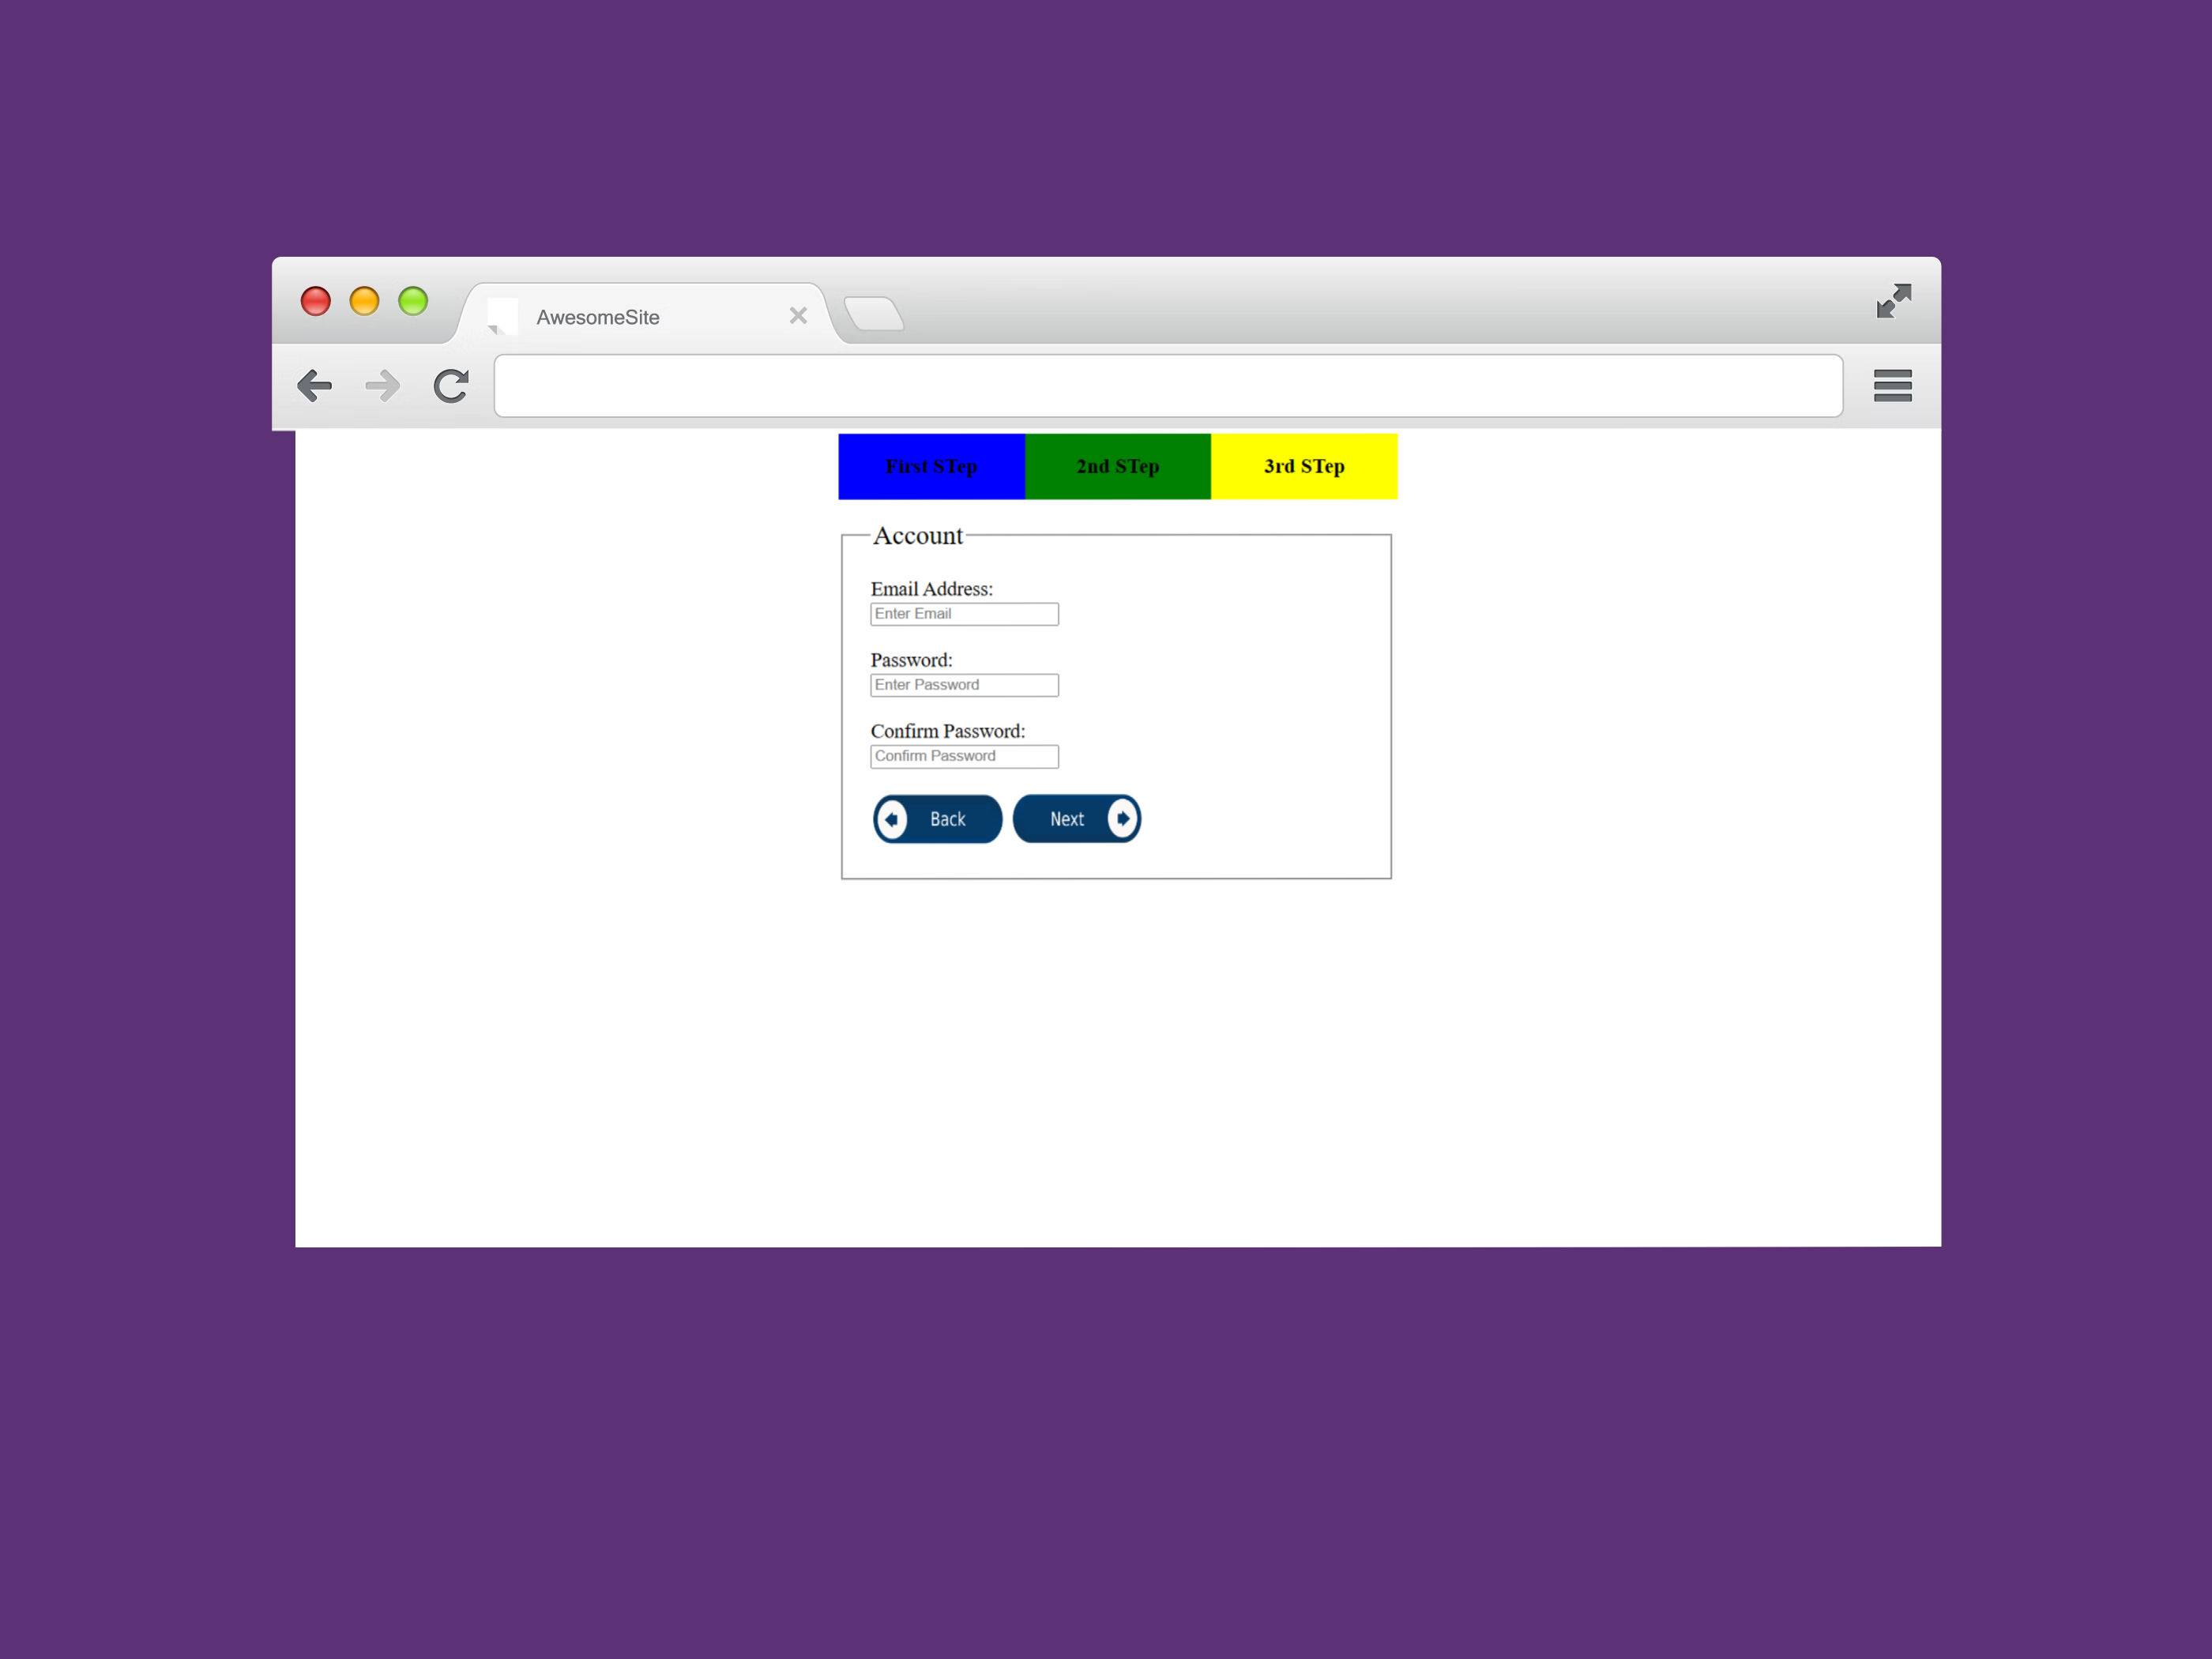 AwesomeSite
First STep 2nd STep 3rd STep
Account
Email Address:
Enter Email
Password:
Enter Password
Confirm Password:
Confirm Password
Back Next